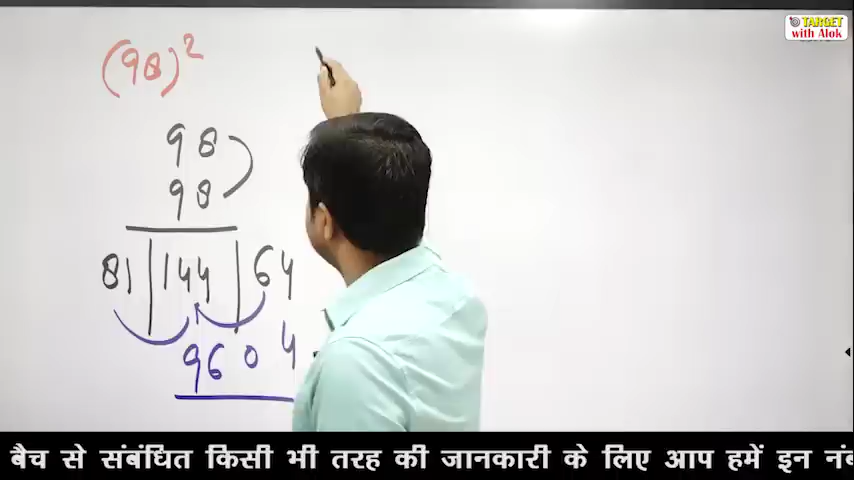 TARGET
with Alok
(98)²
98
98
81 | 144 | 64
9604
बैच से संबंधित किसी भी तरह की जानकारी के लिए आप हमें इन